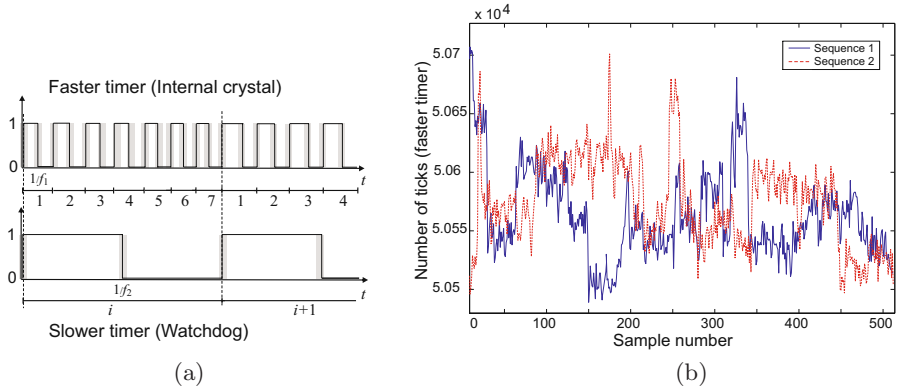 Faster timer (Internal crystal)
1
0
t
1/f1
1 2 3 4 5 6 7 1 2 3 4
1
0
t
1/f2
i i+1
Slower timer (Watchdog)
(a)
x 10^4
5.07
5.065
5.06
5.055
5.05
Number of ticks (faster timer)
Sequence 1
Sequence 2
0 100 200 300 400 500
Sample number
(b)